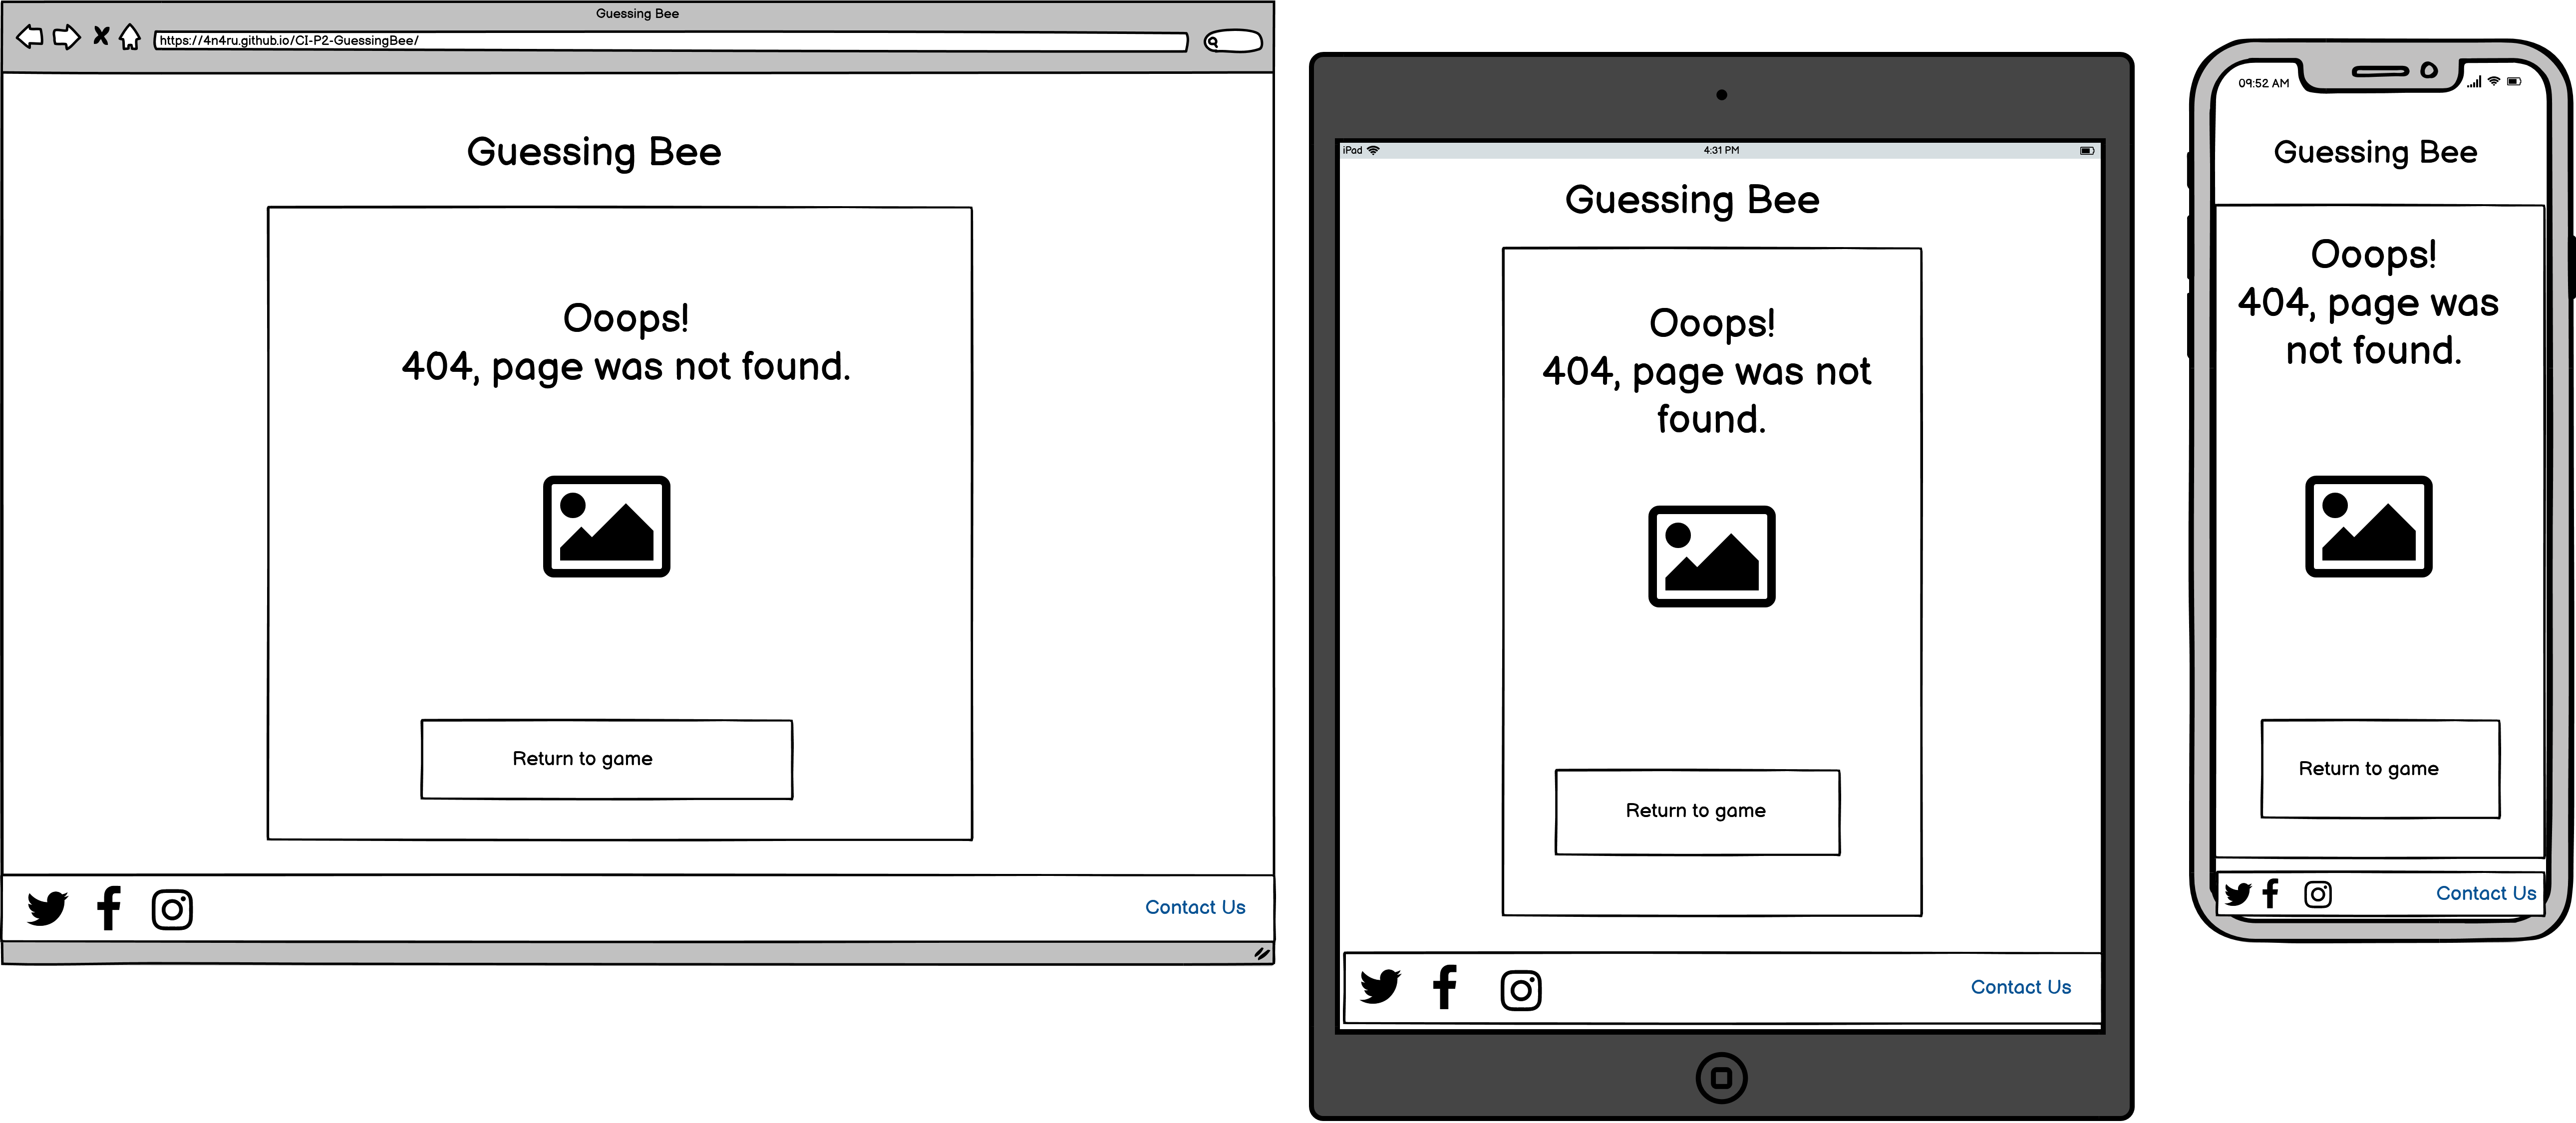 Guessing Bee
https://4n4ru.github.io/CI-P2-GuessingBee/
Guessing Bee
Ooops!
404, page was not found.
Return to game
Contact Us
iPad
4:31 PM
Guessing Bee
Ooops!
404, page was not
found.
Return to game
Contact Us
09:52 AM
Guessing Bee
Ooops!
404, page was
not found.
Return to game
Contact Us